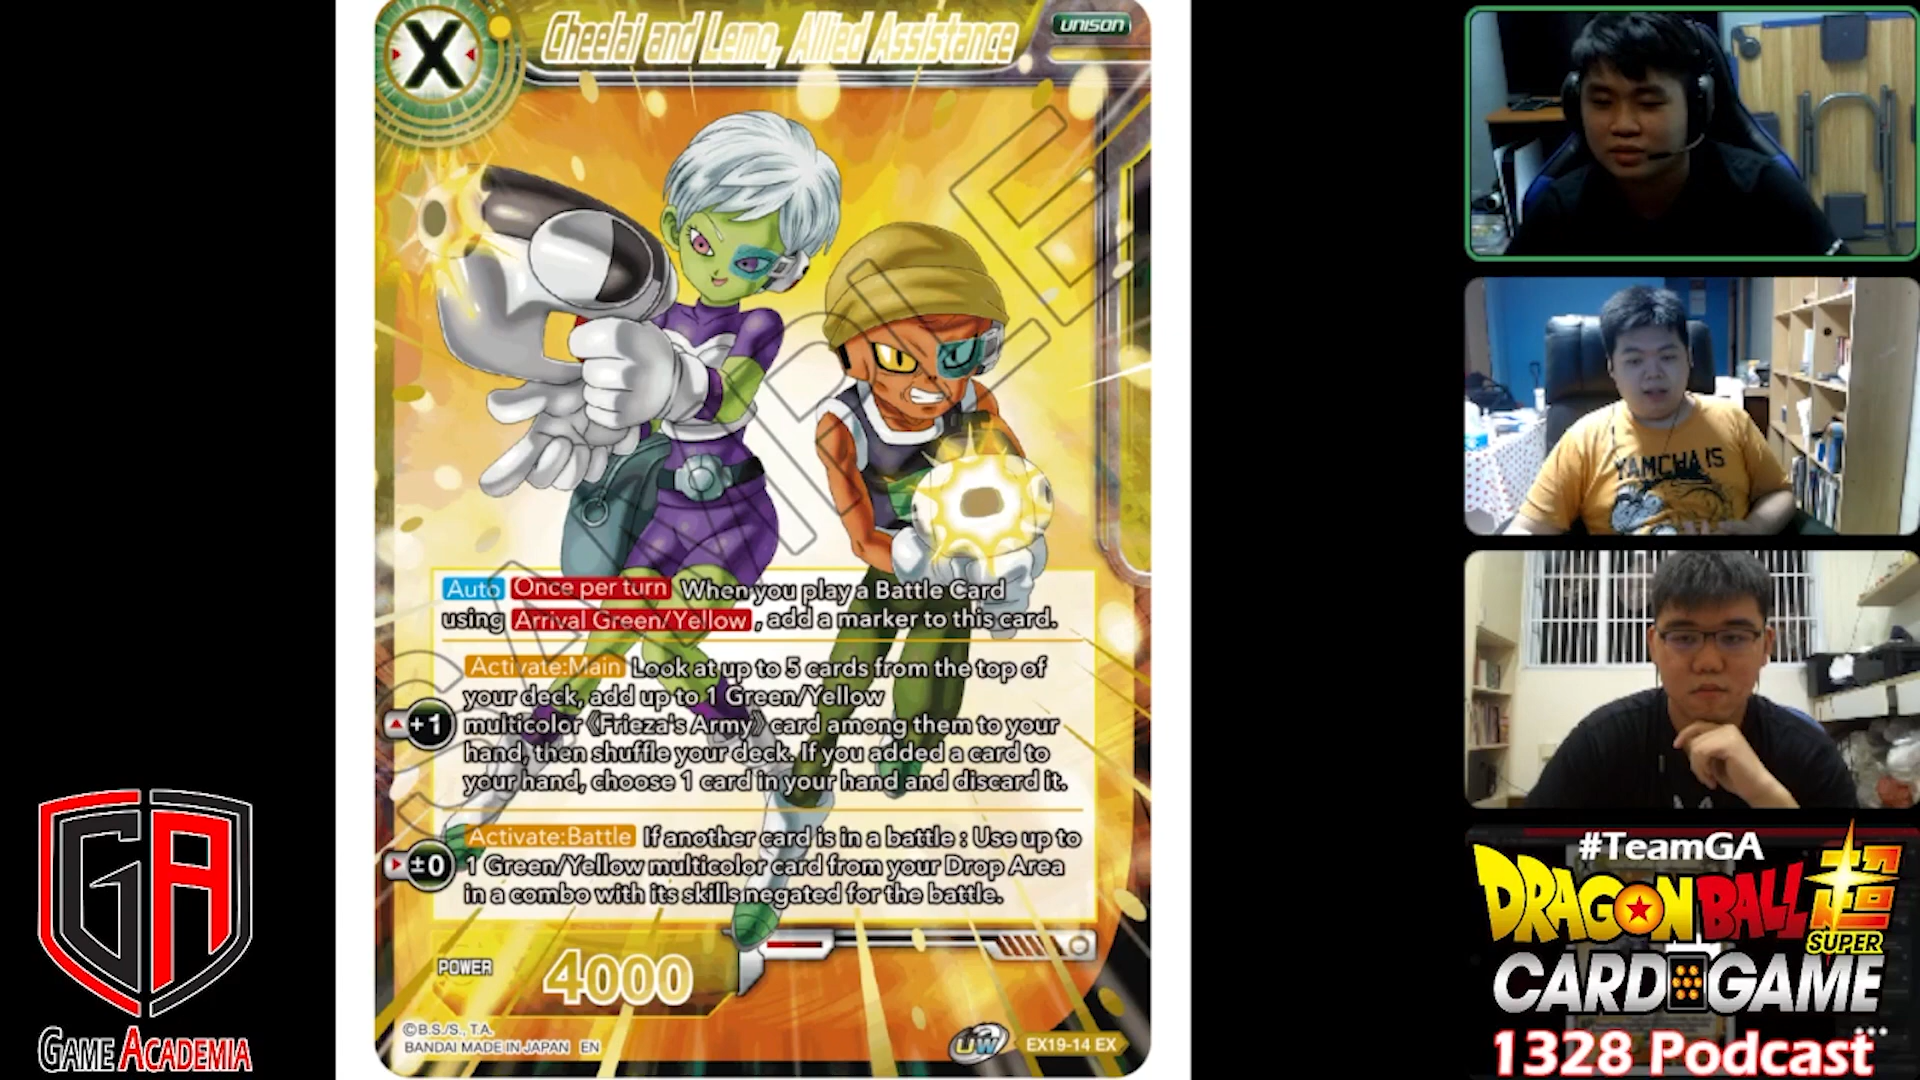 X
Cheelai and Lemo, Allied Assistance
UNISON
SAMPLE
Auto Once per turn When you play a Battle Card
using Arrival Green/Yellow, add a marker to this card.
Activate:Main Look at up to 5 cards from the top of
your deck, add up to 1 Green/Yellow
+1 multicolor《Frieza's Army》card among them to your
hand, then shuffle your deck. If you added a card to
your hand, choose 1 card in your hand and discard it.
Activate:Battle If another card is in a battle : Use up to
±0 1 Green/Yellow multicolor card from your Drop Area
in a combo with its skills negated for the battle.
POWER 4000
©B.S./S., T.A.
BANDAI MADE IN JAPAN EN
UW
EX19-14 EX
GA
GAME ACADEMIA
YAMCHA IS
#TeamGA
DRAGON BALL 超
SUPER
CARD GAME
1328 Podcast